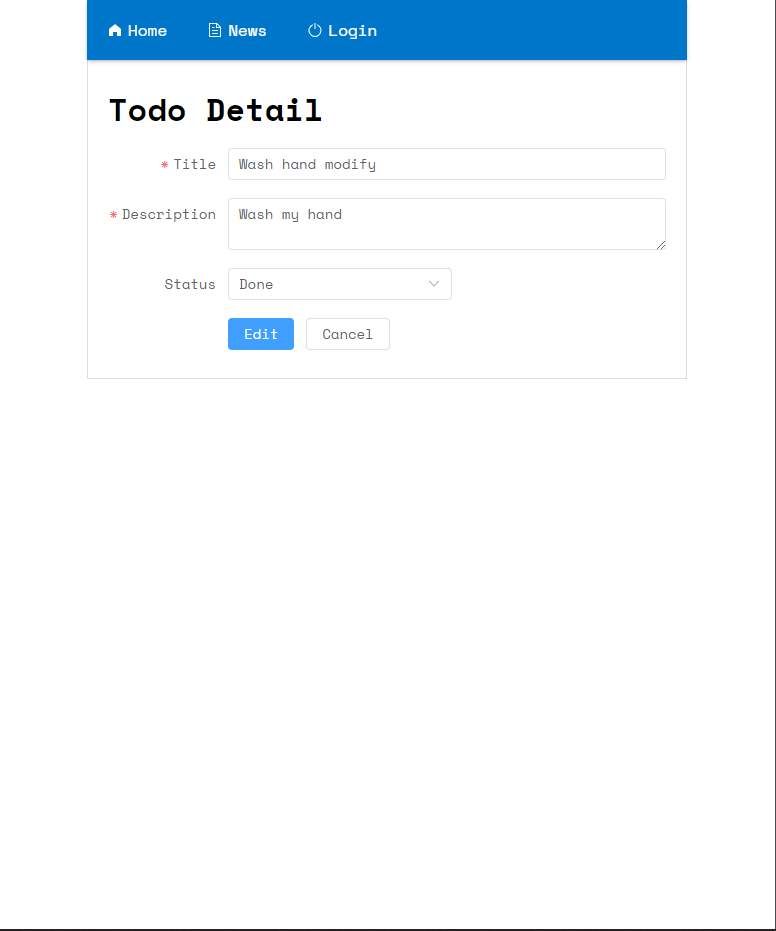 Home News Login
Todo Detail
* Title Wash hand modify
* Description Wash my hand
Status Done
Edit Cancel